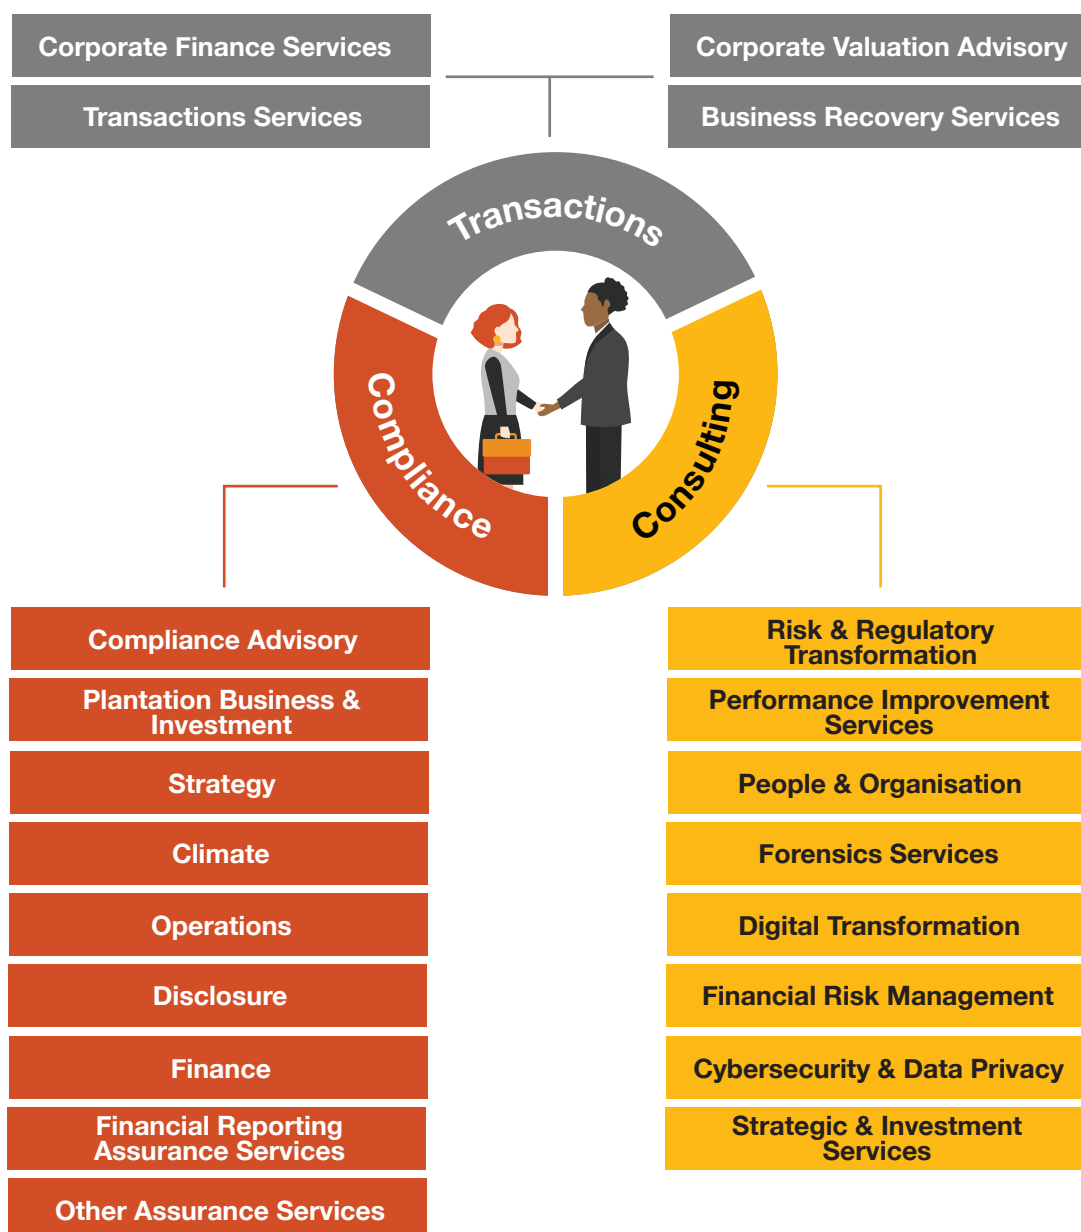 Corporate Finance Services
Transactions Services
Corporate Valuation Advisory
Business Recovery Services
Transactions
Compliance
Consulting
Compliance Advisory
Plantation Business &
Investment
Strategy
Climate
Operations
Disclosure
Finance
Financial Reporting
Assurance Services
Other Assurance Services
Risk & Regulatory
Transformation
Performance Improvement
Services
People & Organisation
Forensics Services
Digital Transformation
Financial Risk Management
Cybersecurity & Data Privacy
Strategic & Investment
Services